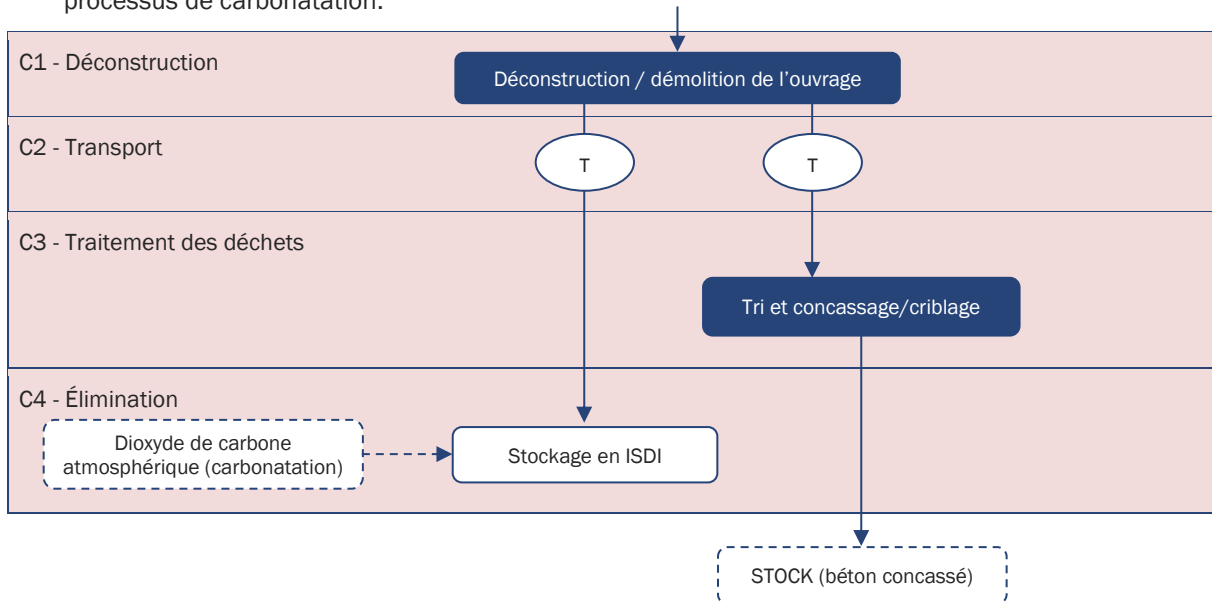 processus de carbonatation.
C1 - Déconstruction
Déconstruction / démolition de l’ouvrage
C2 - Transport
T
T
C3 - Traitement des déchets
Tri et concassage/criblage
C4 - Élimination
Dioxyde de carbone
atmosphérique (carbonatation)
Stockage en ISDI
STOCK (béton concassé)